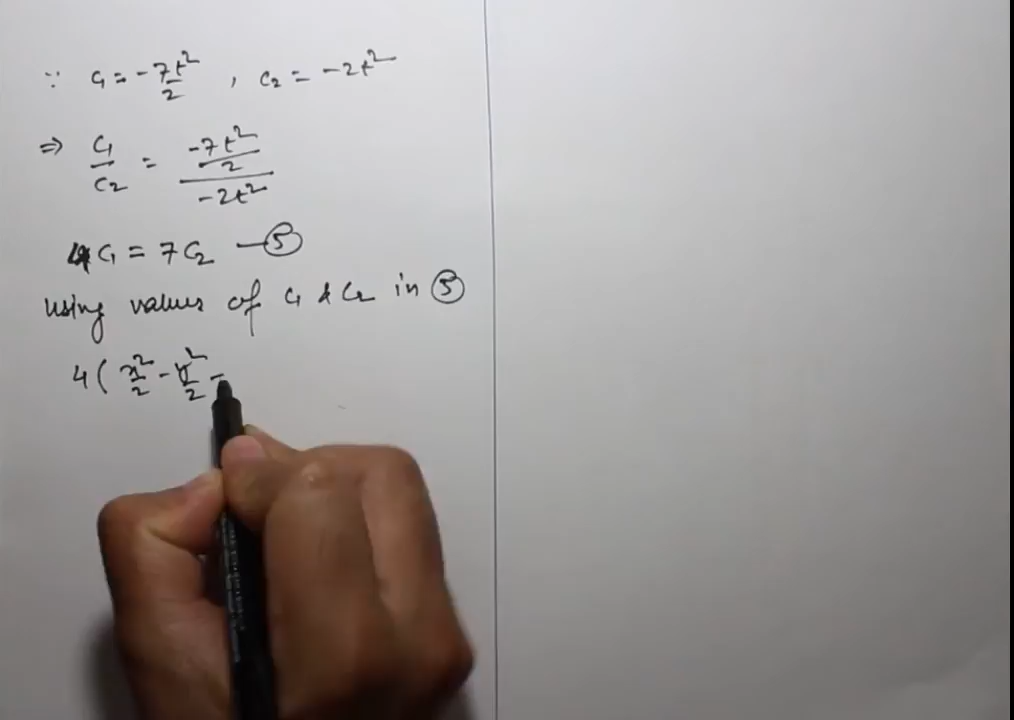 ∵ C₁ = -7t²/2 , C₂ = -2t²
⇒ C₁/C₂ = (-7t²/2)/(-2t²)
4C₁ = 7C₂ —⑤
using values of C₁ & C₂ in ⑤
4( x²/2 - y²/2 -